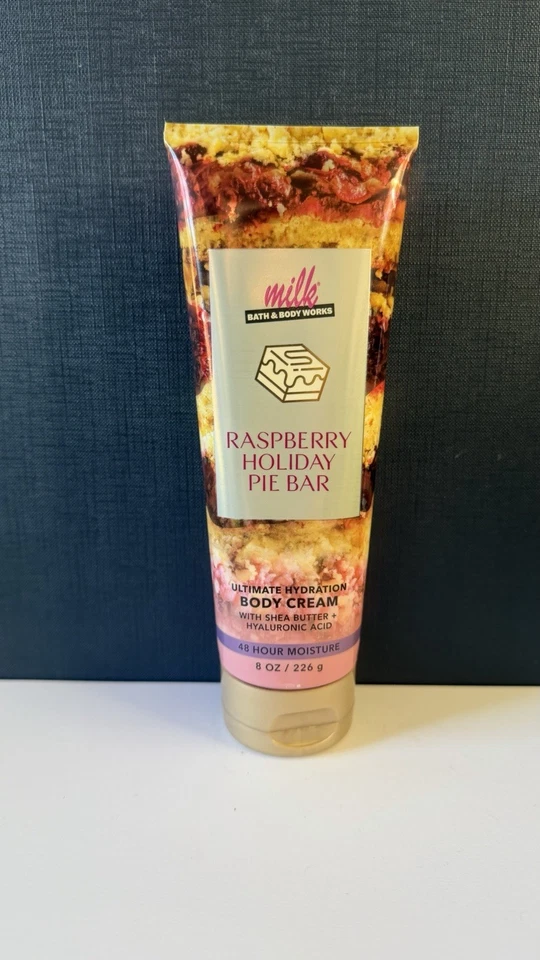 milk
BATH & BODY WORKS
RASPBERRY
HOLIDAY
PIE BAR
ULTIMATE HYDRATION
BODY CREAM
WITH SHEA BUTTER +
HYALURONIC ACID
48 HOUR MOISTURE
8 OZ / 226 g